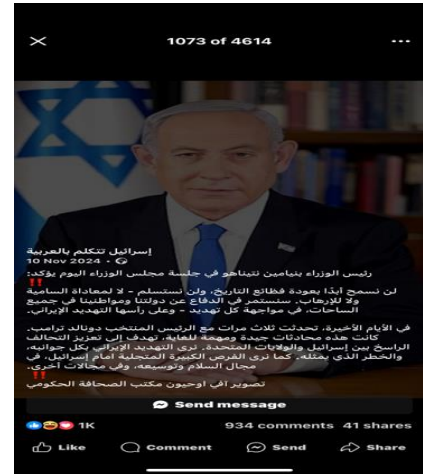 1073 of 4614
إسرائيل تتكلم بالعربية
10 Nov 2024
رئيس الوزراء بنيامين نتنياهو في جلسة مجلس الوزراء اليوم يؤكد:
‼️
لن نسمح أبدًا بعودة فظائع التاريخ، ولن نستسلم - لا لمعاداة السامية
ولا للإرهاب. سنستمر في الدفاع عن دولتنا ومواطنينا في جميع
الساحات، في مواجهة كل تهديد - وعلى رأسها التهديد الإيراني.
في الأيام الأخيرة، تحدثت ثلاث مرات مع الرئيس المنتخب دونالد ترامب.
كانت هذه محادثات جيدة ومهمة للغاية، تهدف إلى تعزيز التحالف
الراسخ بين إسرائيل والولايات المتحدة. نرى التهديد الإيراني بكل جوانبه،
والخطر الذي يمثله. كما نرى الفرص الكبيرة المتجلية امام إسرائيل، في
مجال السلام وتوسيعه، وفي مجالات أخرى.
‼️
تصوير آفي اوحيون مكتب الصحافة الحكومي
Send message
1K 934 comments 41 shares
Like Comment Send Share